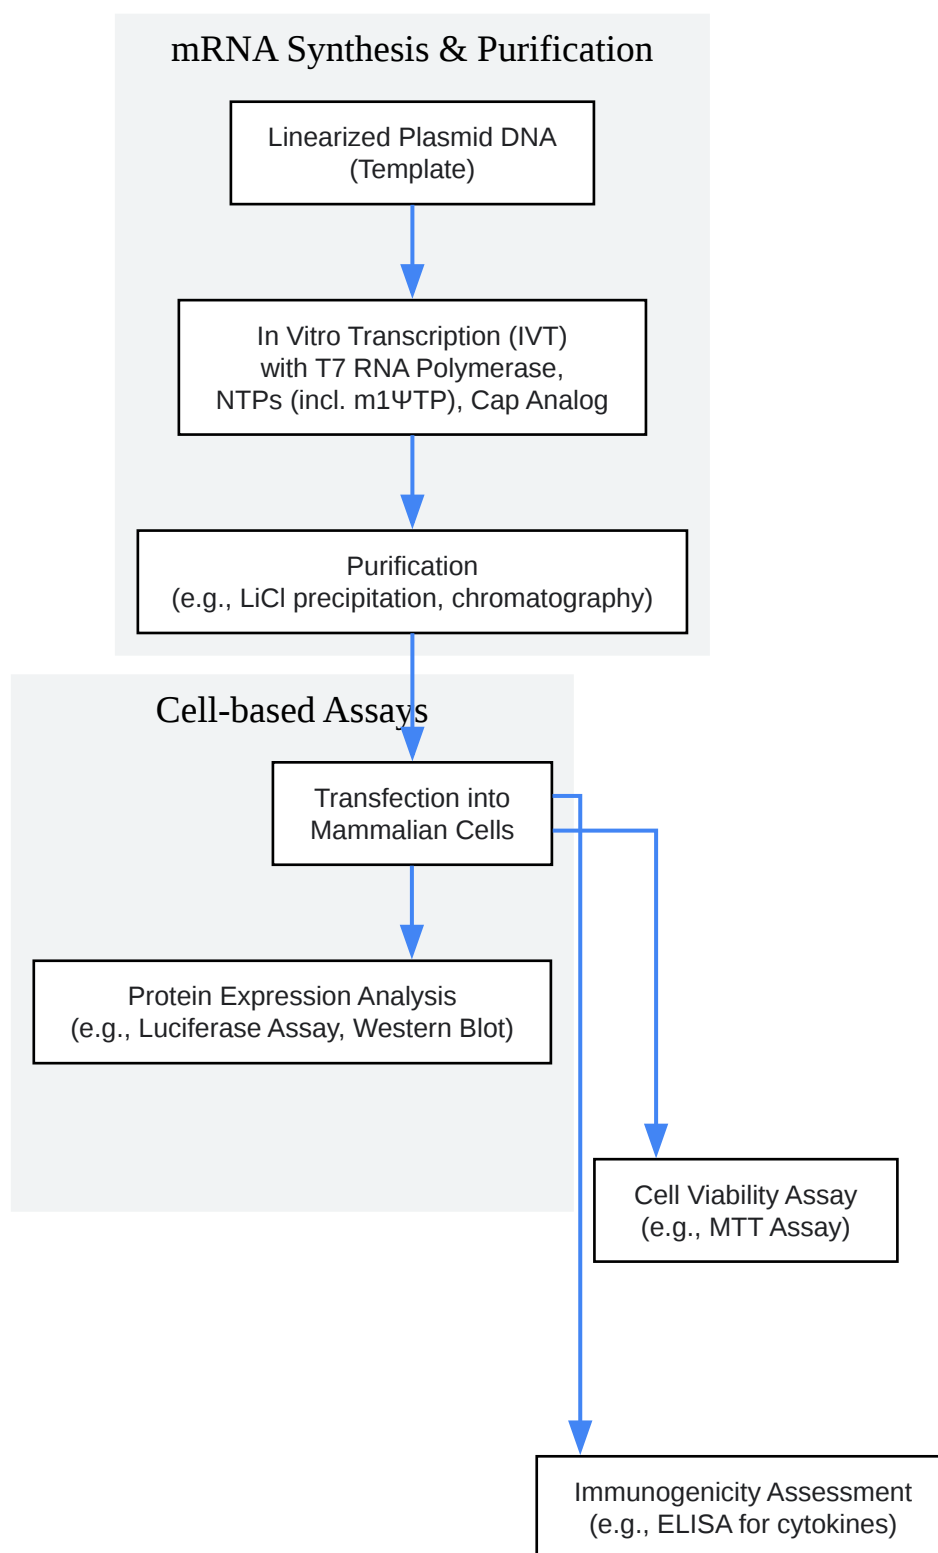 mRNA Synthesis & Purification
Linearized Plasmid DNA
(Template)
In Vitro Transcription (IVT)
with T7 RNA Polymerase,
NTPs (incl. m1ΨTP), Cap Analog
Purification
(e.g., LiCl precipitation, chromatography)
Cell-based Assays
Transfection into
Mammalian Cells
Protein Expression Analysis
(e.g., Luciferase Assay, Western Blot)
Cell Viability Assay
(e.g., MTT Assay)
Immunogenicity Assessment
(e.g., ELISA for cytokines)